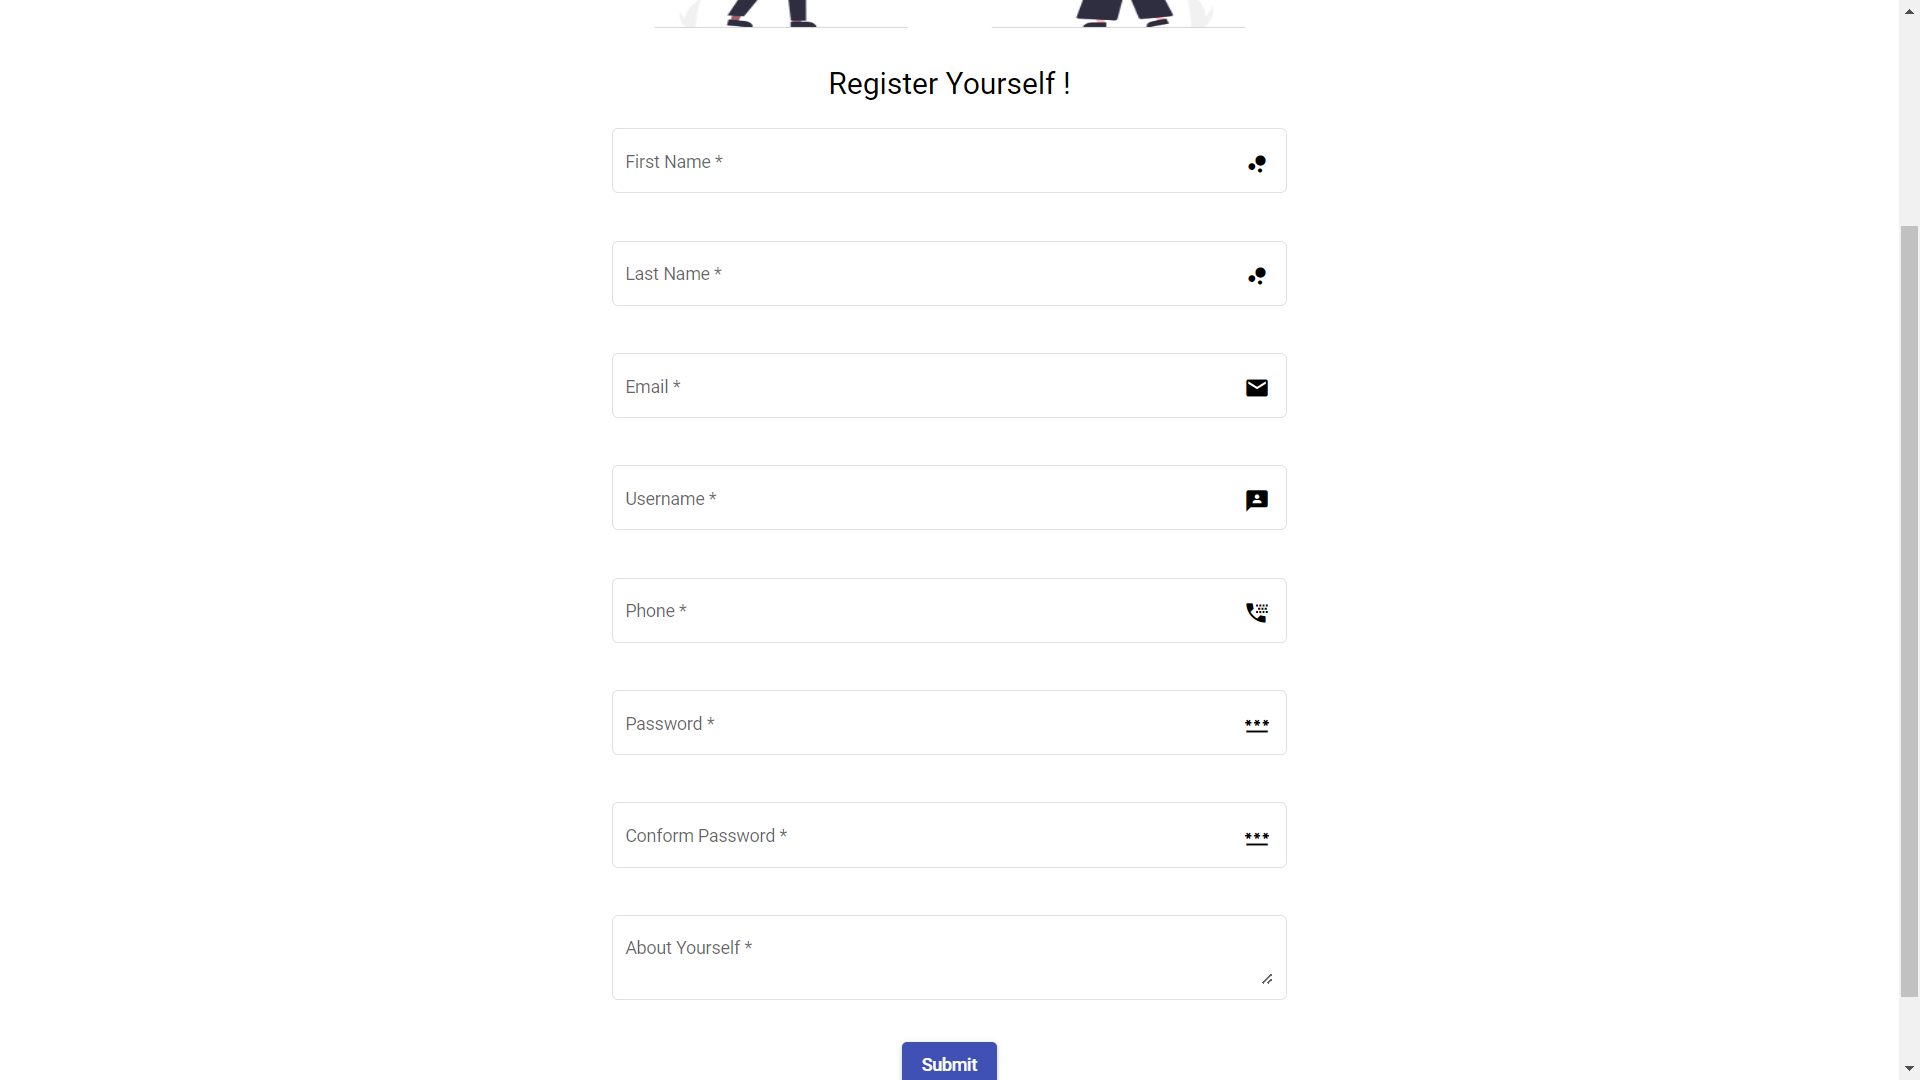 Register Yourself !
First Name *
Last Name *
Email *
Username *
Phone *
Password *
Conform Password *
About Yourself *
Submit